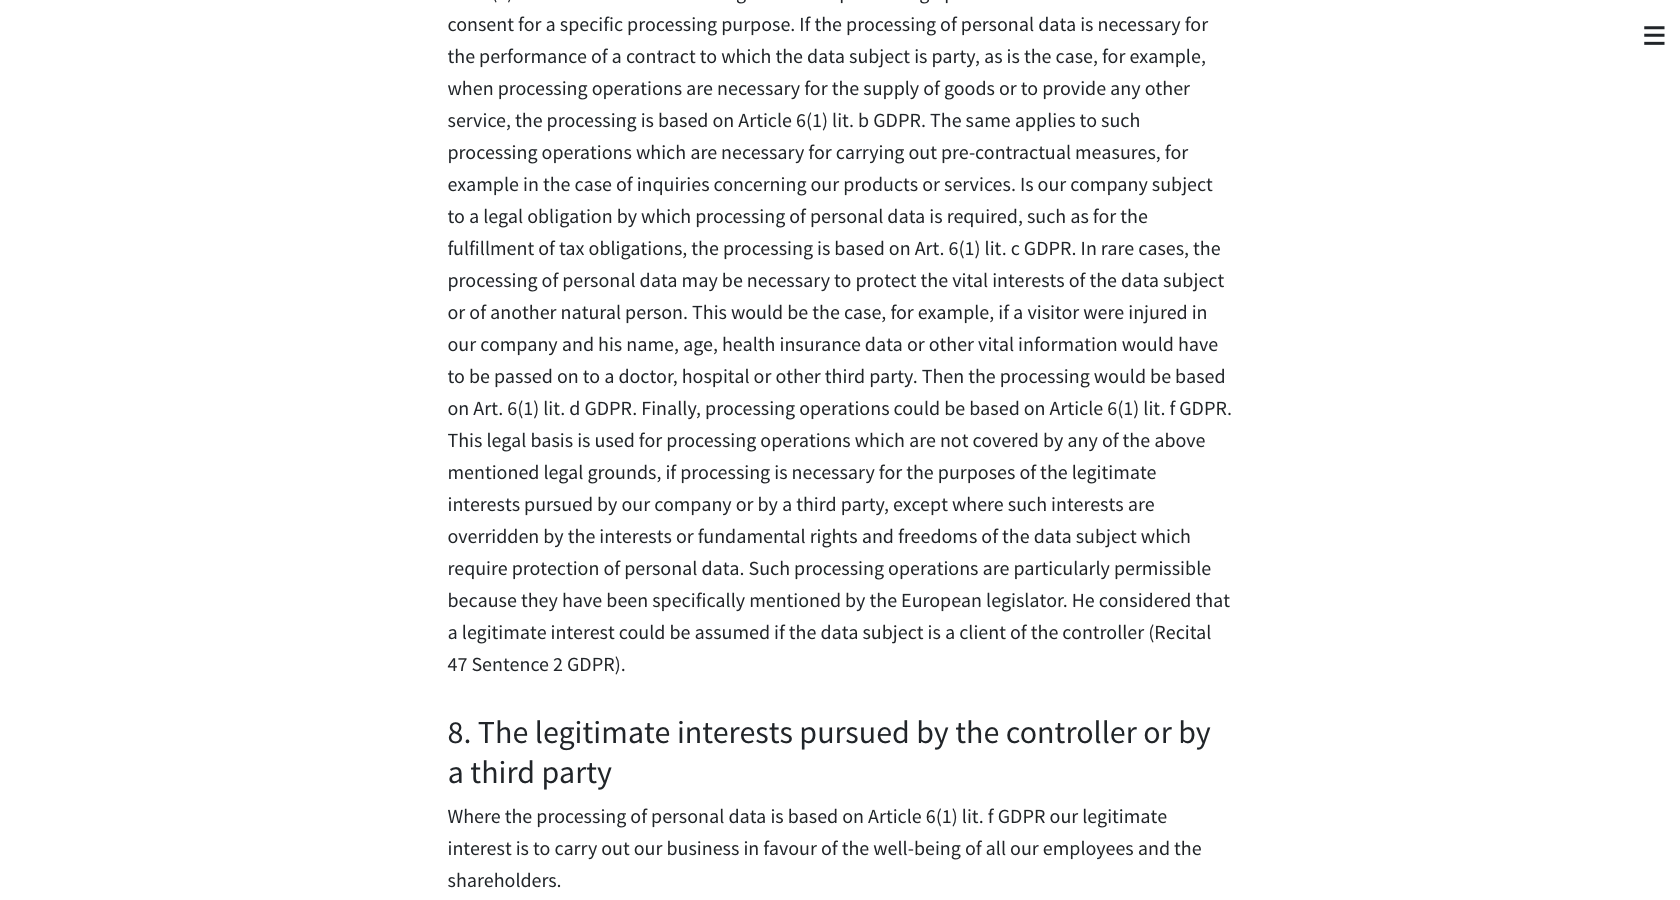 consent for a specific processing purpose. If the processing of personal data is necessary for
the performance of a contract to which the data subject is party, as is the case, for example,
when processing operations are necessary for the supply of goods or to provide any other
service, the processing is based on Article 6(1) lit. b GDPR. The same applies to such
processing operations which are necessary for carrying out pre-contractual measures, for
example in the case of inquiries concerning our products or services. Is our company subject
to a legal obligation by which processing of personal data is required, such as for the
fulfillment of tax obligations, the processing is based on Art. 6(1) lit. c GDPR. In rare cases, the
processing of personal data may be necessary to protect the vital interests of the data subject
or of another natural person. This would be the case, for example, if a visitor were injured in
our company and his name, age, health insurance data or other vital information would have
to be passed on to a doctor, hospital or other third party. Then the processing would be based
on Art. 6(1) lit. d GDPR. Finally, processing operations could be based on Article 6(1) lit. f GDPR.
This legal basis is used for processing operations which are not covered by any of the above
mentioned legal grounds, if processing is necessary for the purposes of the legitimate
interests pursued by our company or by a third party, except where such interests are
overridden by the interests or fundamental rights and freedoms of the data subject which
require protection of personal data. Such processing operations are particularly permissible
because they have been specifically mentioned by the European legislator. He considered that
a legitimate interest could be assumed if the data subject is a client of the controller (Recital
47 Sentence 2 GDPR).
8. The legitimate interests pursued by the controller or by
a third party
Where the processing of personal data is based on Article 6(1) lit. f GDPR our legitimate
interest is to carry out our business in favour of the well-being of all our employees and the
shareholders.